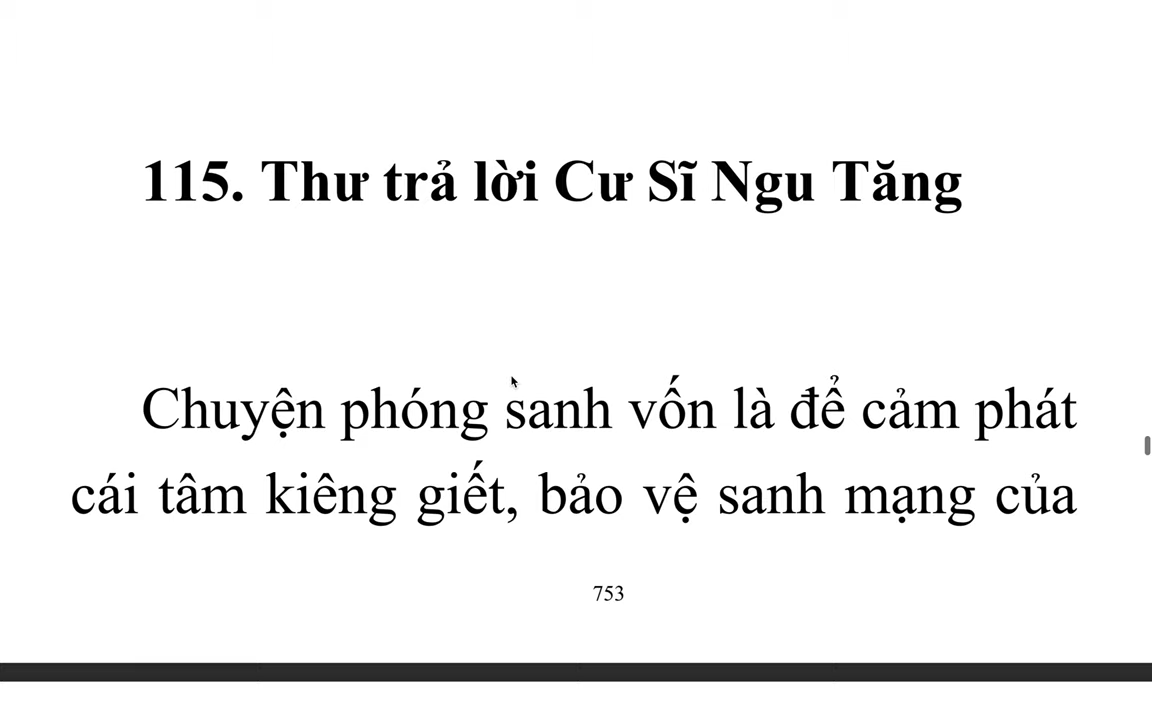 115. Thư trả lời Cư Sĩ Ngu Tăng
Chuyện phóng sanh vốn là để cảm phát
cái tâm kiêng giết, bảo vệ sanh mạng của
753